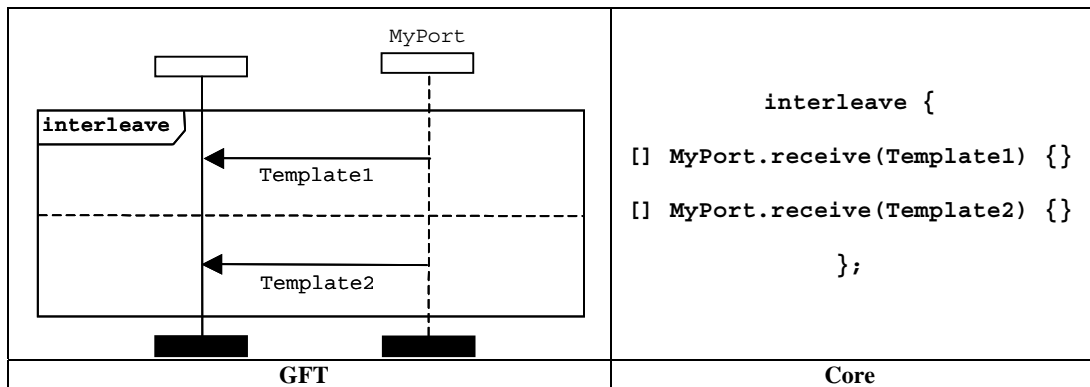 MyPort
interleave
Template1
Template2
interleave {
[] MyPort.receive(Template1) {}
[] MyPort.receive(Template2) {}
};
GFT
Core